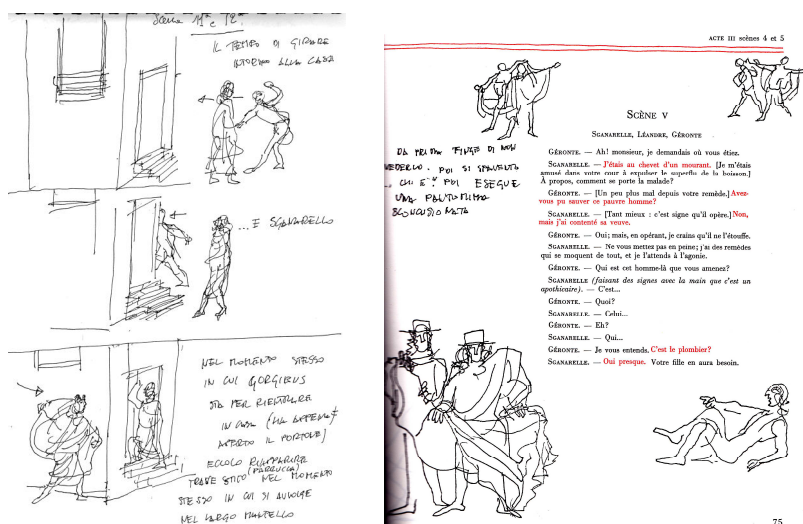 Scena 11ª e 12ª
IL TEMPO DI GIRARE
INTORNO ALLA CASA
...E SGANARELLO
NEL MOMENTO STESSO
IN CUI GORGIBUS
STA PER RIENTRARE
IN CASA (HA APPENA
APERTO IL PORTONE)
ECCOLO RIAPPARIRE
(PARRUCCA)
TRAVESTITO NEL MOMENTO
STESSO IN CUI SI AVVOLGE
NEL LARGO MANTELLO
ACTE III scènes 4 et 5
SCÈNE V
SGANARELLE, LÉANDRE, GÉRONTE
DA PRIMA FINGE DI NON
VEDERLO. POI SI SPAVENTA
CHI È? POI ESEGUE
UNA PANTOMIMA
SCONCLUSIONATA
GÉRONTE. — Ah! monsieur, je demandais où vous étiez.
SGANARELLE. — J'étais au chevet d'un mourant. [Je m'étais
amusé dans votre cour à expulser le superflu de la boisson.]
À propos, comment se porte la malade?
GÉRONTE. — [Un peu plus mal depuis votre remède.] Avez-
vous pu sauver ce pauvre homme?
SGANARELLE. — [Tant mieux : c'est signe qu'il opère.] Non,
mais j'ai contenté sa veuve.
GÉRONTE. — Oui; mais, en opérant, je crains qu'il ne l'étouffe.
SGANARELLE. — Ne vous mettez pas en peine; j'ai des remèdes
qui se moquent de tout, et je l'attends à l'agonie.
GÉRONTE. — Qui est cet homme-là que vous amenez?
SGANARELLE (faisant des signes avec la main que c'est un
apothicaire). — C'est...
GÉRONTE. — Quoi?
SGANARELLE. — Celui...
GÉRONTE. — Eh?
SGANARELLE. — Qui...
GÉRONTE. — Je vous entends. C'est le plombier?
SGANARELLE. — Oui presque. Votre fille en aura besoin.
75